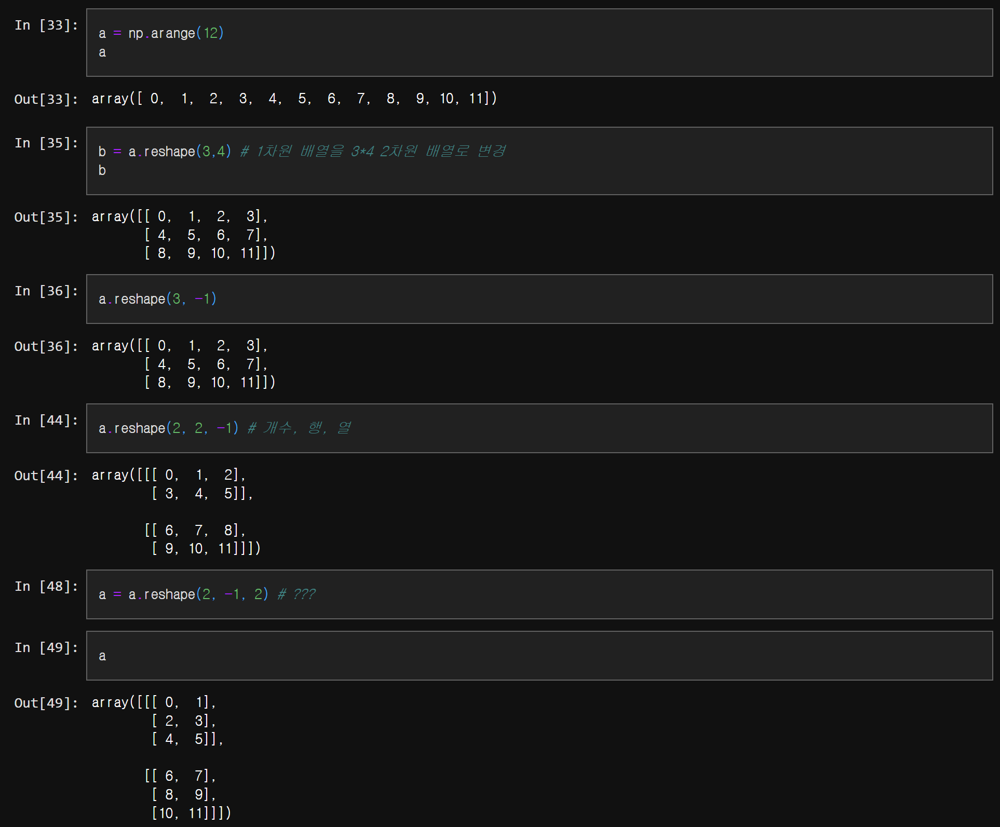 In [33]:
a = np.arange(12)
a
Out[33]: array([ 0,  1,  2,  3,  4,  5,  6,  7,  8,  9, 10, 11])
In [35]:
b = a.reshape(3,4) # 1차원 배열을 3*4 2차원 배열로 변경
b
Out[35]: array([[ 0,  1,  2,  3],
[ 4,  5,  6,  7],
[ 8,  9, 10, 11]])
In [36]:
a.reshape(3, -1)
Out[36]: array([[ 0,  1,  2,  3],
[ 4,  5,  6,  7],
[ 8,  9, 10, 11]])
In [44]:
a.reshape(2, 2, -1) # 개수, 행, 열
Out[44]: array([[[ 0,  1,  2],
[ 3,  4,  5]],
[[ 6,  7,  8],
[ 9, 10, 11]]])
In [48]:
a = a.reshape(2, -1, 2) # ???
In [49]:
a
Out[49]: array([[[ 0,  1],
[ 2,  3],
[ 4,  5]],
[[ 6,  7],
[ 8,  9],
[10, 11]]])